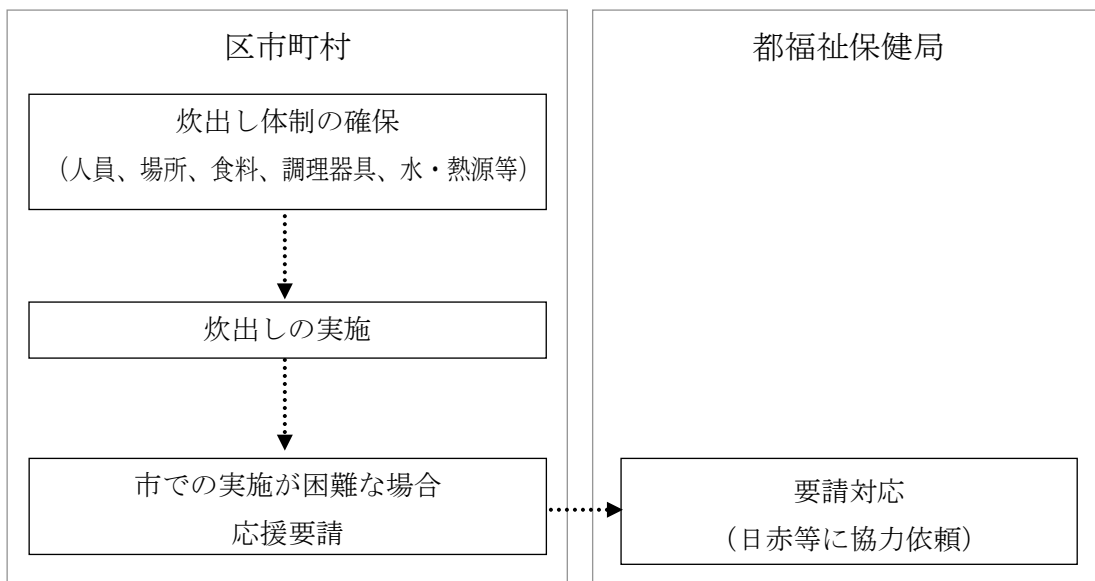 区市町村
炊出し体制の確保
(人員、場所、食料、調理器具、水・熱源等)
炊出しの実施
市での実施が困難な場合
応援要請
都福祉保健局
要請対応
(日赤等に協力依頼)